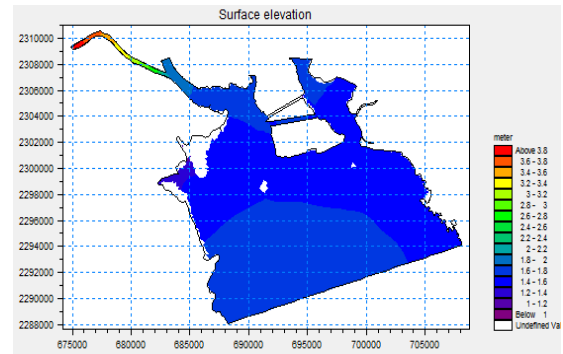 Surface elevation
2310000
2308000
2306000
2304000
2302000
2300000
2298000
2296000
2294000
2292000
2290000
2288000
675000 680000 685000 690000 695000 700000 705000
meter
Above 3.8
3.6 - 3.8
3.4 - 3.6
3.2 - 3.4
3 - 3.2
2.8 - 3
2.6 - 2.8
2.4 - 2.6
2.2 - 2.4
2 - 2.2
1.8 - 2
1.6 - 1.8
1.4 - 1.6
1.2 - 1.4
1 - 1.2
Below 1
Undefined Val